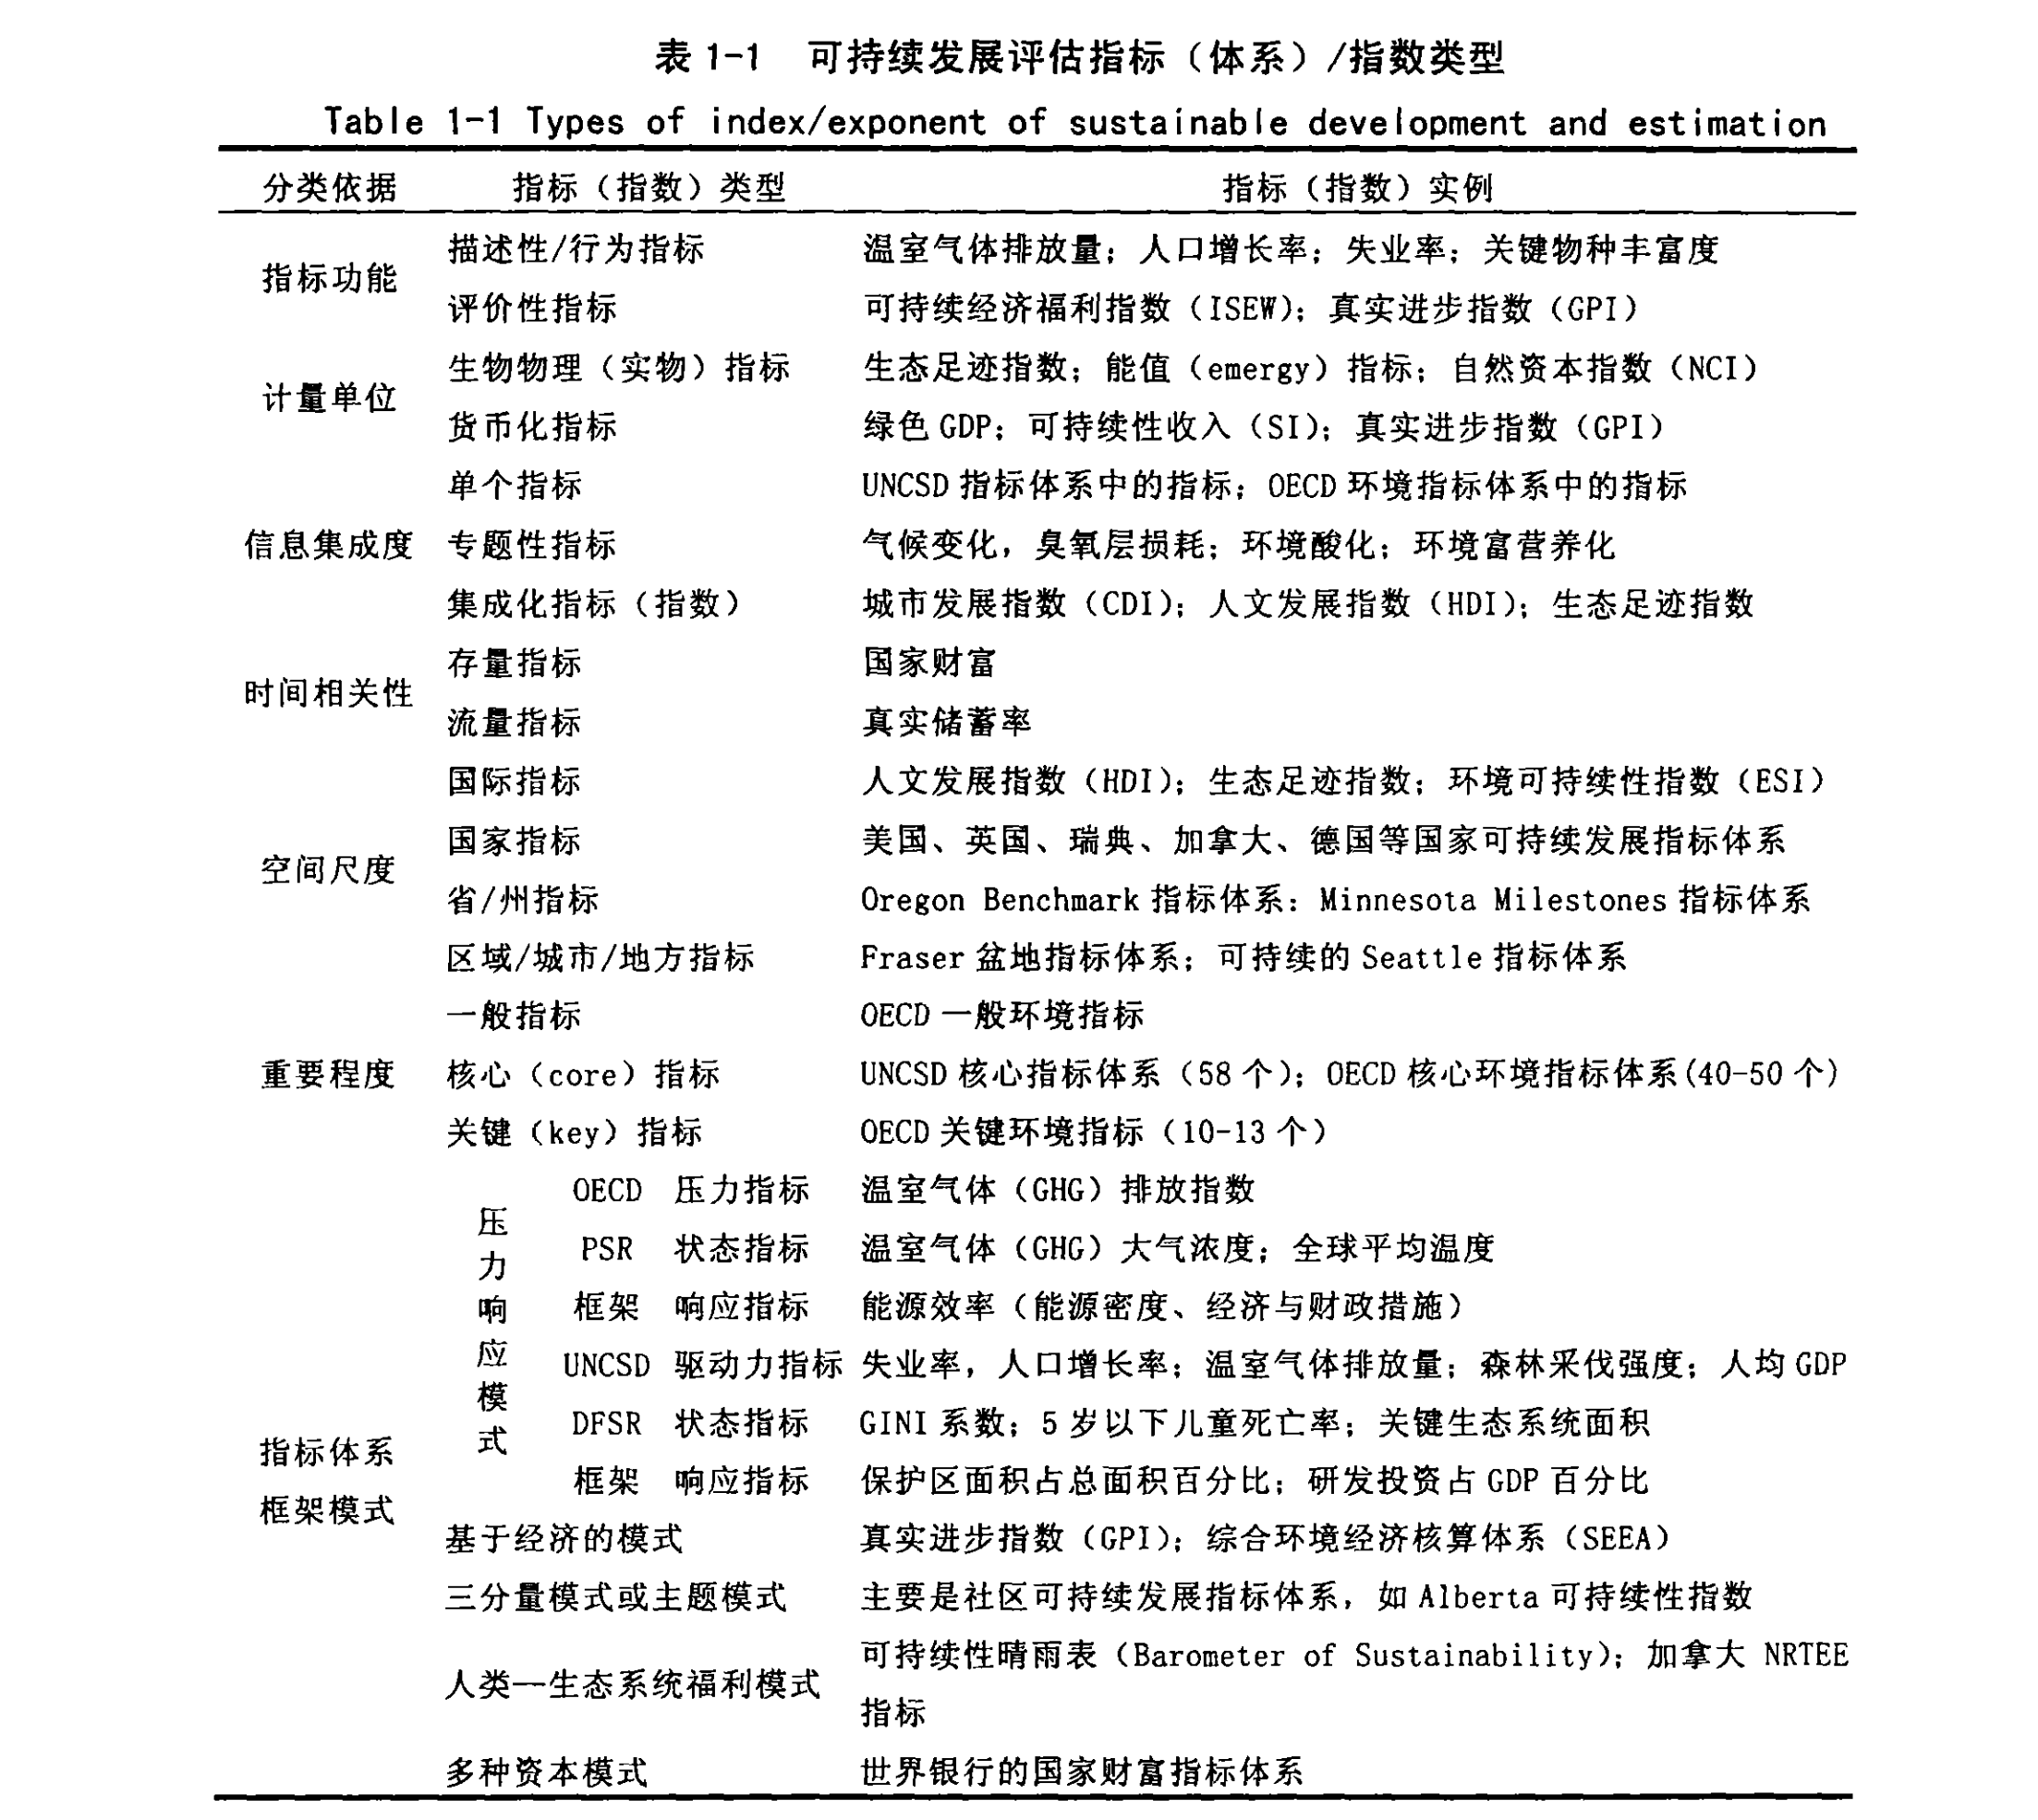 表 1-1 可持续发展评估指标（体系）/指数类型
Table 1-1 Types of index/exponent of sustainable development and estimation
分类依据 指标（指数）类型 指标（指数）实例
指标功能 描述性/行为指标 温室气体排放量；人口增长率；失业率；关键物种丰富度
评价性指标 可持续经济福利指数（ISEW）；真实进步指数（GPI）
计量单位 生物物理（实物）指标 生态足迹指数；能值（emergy）指标；自然资本指数（NCI）
货币化指标 绿色 GDP；可持续性收入（SI）；真实进步指数（GPI）
单个指标 UNCSD 指标体系中的指标；OECD 环境指标体系中的指标
信息集成度 专题性指标 气候变化，臭氧层损耗；环境酸化；环境富营养化
集成化指标（指数） 城市发展指数（CDI）；人文发展指数（HDI）；生态足迹指数
时间相关性 存量指标 国家财富
流量指标 真实储蓄率
国际指标 人文发展指数（HDI）；生态足迹指数；环境可持续性指数（ESI）
空间尺度 国家指标 美国、英国、瑞典、加拿大、德国等国家可持续发展指标体系
省/州指标 Oregon Benchmark 指标体系：Minnesota Milestones 指标体系
区域/城市/地方指标 Fraser 盆地指标体系；可持续的 Seattle 指标体系
一般指标 OECD 一般环境指标
重要程度 核心（core）指标 UNCSD 核心指标体系（58 个）；OECD 核心环境指标体系(40-50 个)
关键（key）指标 OECD 关键环境指标（10-13 个）
指标体系框架模式 压力响应模式 OECD 压力指标 温室气体（GHG）排放指数
PSR 状态指标 温室气体（GHG）大气浓度；全球平均温度
框架 响应指标 能源效率（能源密度、经济与财政措施）
UNCSD 驱动力指标 失业率，人口增长率；温室气体排放量；森林采伐强度；人均 GDP
DFSR 状态指标 GINI 系数；5 岁以下儿童死亡率；关键生态系统面积
框架 响应指标 保护区面积占总面积百分比；研发投资占 GDP 百分比
基于经济的模式 真实进步指数（GPI）；综合环境经济核算体系（SEEA）
三分量模式或主题模式 主要是社区可持续发展指标体系，如 Alberta 可持续性指数
人类—生态系统福利模式 可持续性晴雨表（Barometer of Sustainability）；加拿大 NRTEE
指标
多种资本模式 世界银行的国家财富指标体系